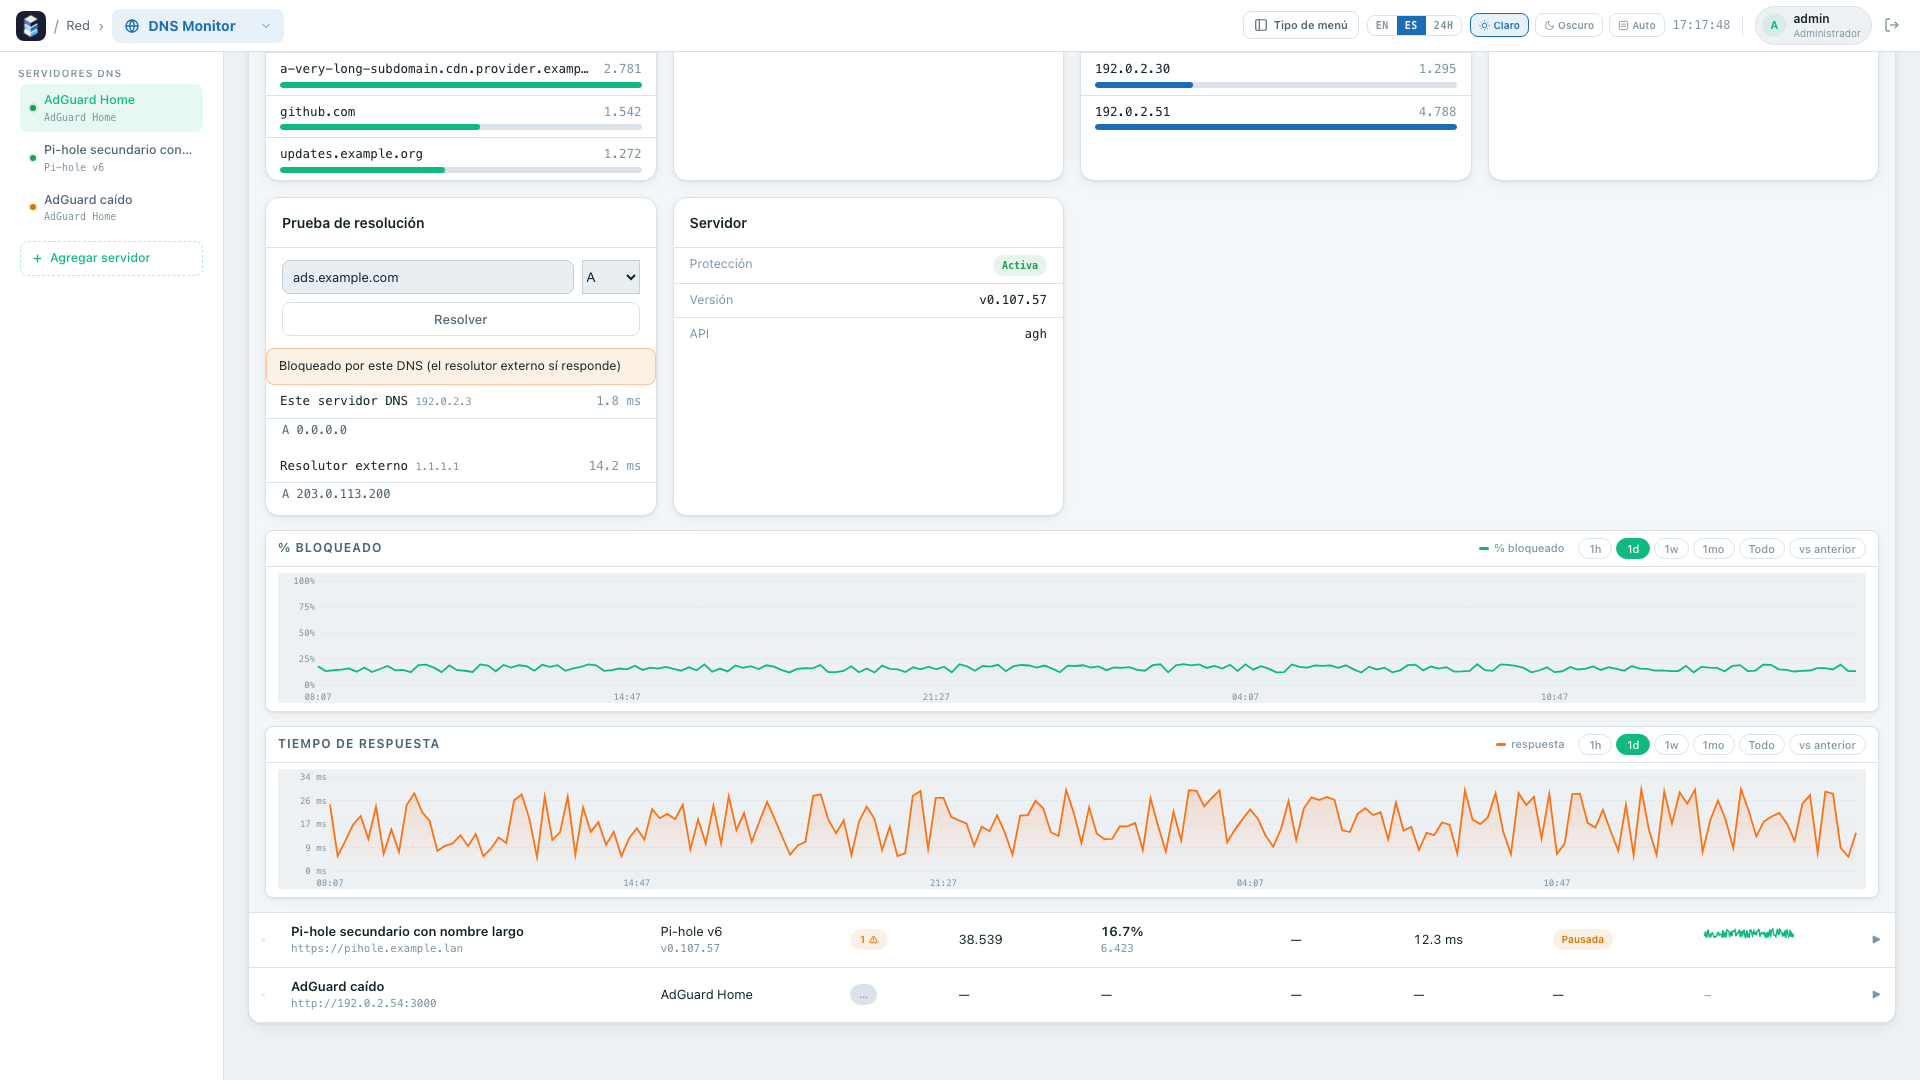 / Red › DNS Monitor
Tipo de menú
EN ES 24H
Claro
Oscuro
Auto
17:17:48
A
admin
Administrador
SERVIDORES DNS
AdGuard Home
AdGuard Home
Pi-hole secundario con...
Pi-hole v6
AdGuard caído
AdGuard Home
+ Agregar servidor
a-very-long-subdomain.cdn.provider.examp… 2.781
github.com 1.542
updates.example.org 1.272
192.0.2.30 1.295
192.0.2.51 4.788
Prueba de resolución
ads.example.com A
Resolver
Bloqueado por este DNS (el resolutor externo sí responde)
Este servidor DNS 192.0.2.3 1.8 ms
A 0.0.0.0
Resolutor externo 1.1.1.1 14.2 ms
A 203.0.113.200
Servidor
Protección Activa
Versión v0.107.57
API agh
% BLOQUEADO
% bloqueado 1h 1d 1w 1mo Todo vs anterior
100%
75%
50%
25%
0%
08:07 14:47 21:27 04:07 10:47
TIEMPO DE RESPUESTA
respuesta 1h 1d 1w 1mo Todo vs anterior
34 ms
26 ms
17 ms
9 ms
0 ms
08:07 14:47 21:27 04:07 10:47
Pi-hole secundario con nombre largo
https://pihole.example.lan
Pi-hole v6
v0.107.57
1 ⚠
38.539
16.7%
6.423
—
12.3 ms
Pausada
▶
AdGuard caído
http://192.0.2.54:3000
AdGuard Home
…
—
—
—
—
—
–
▶